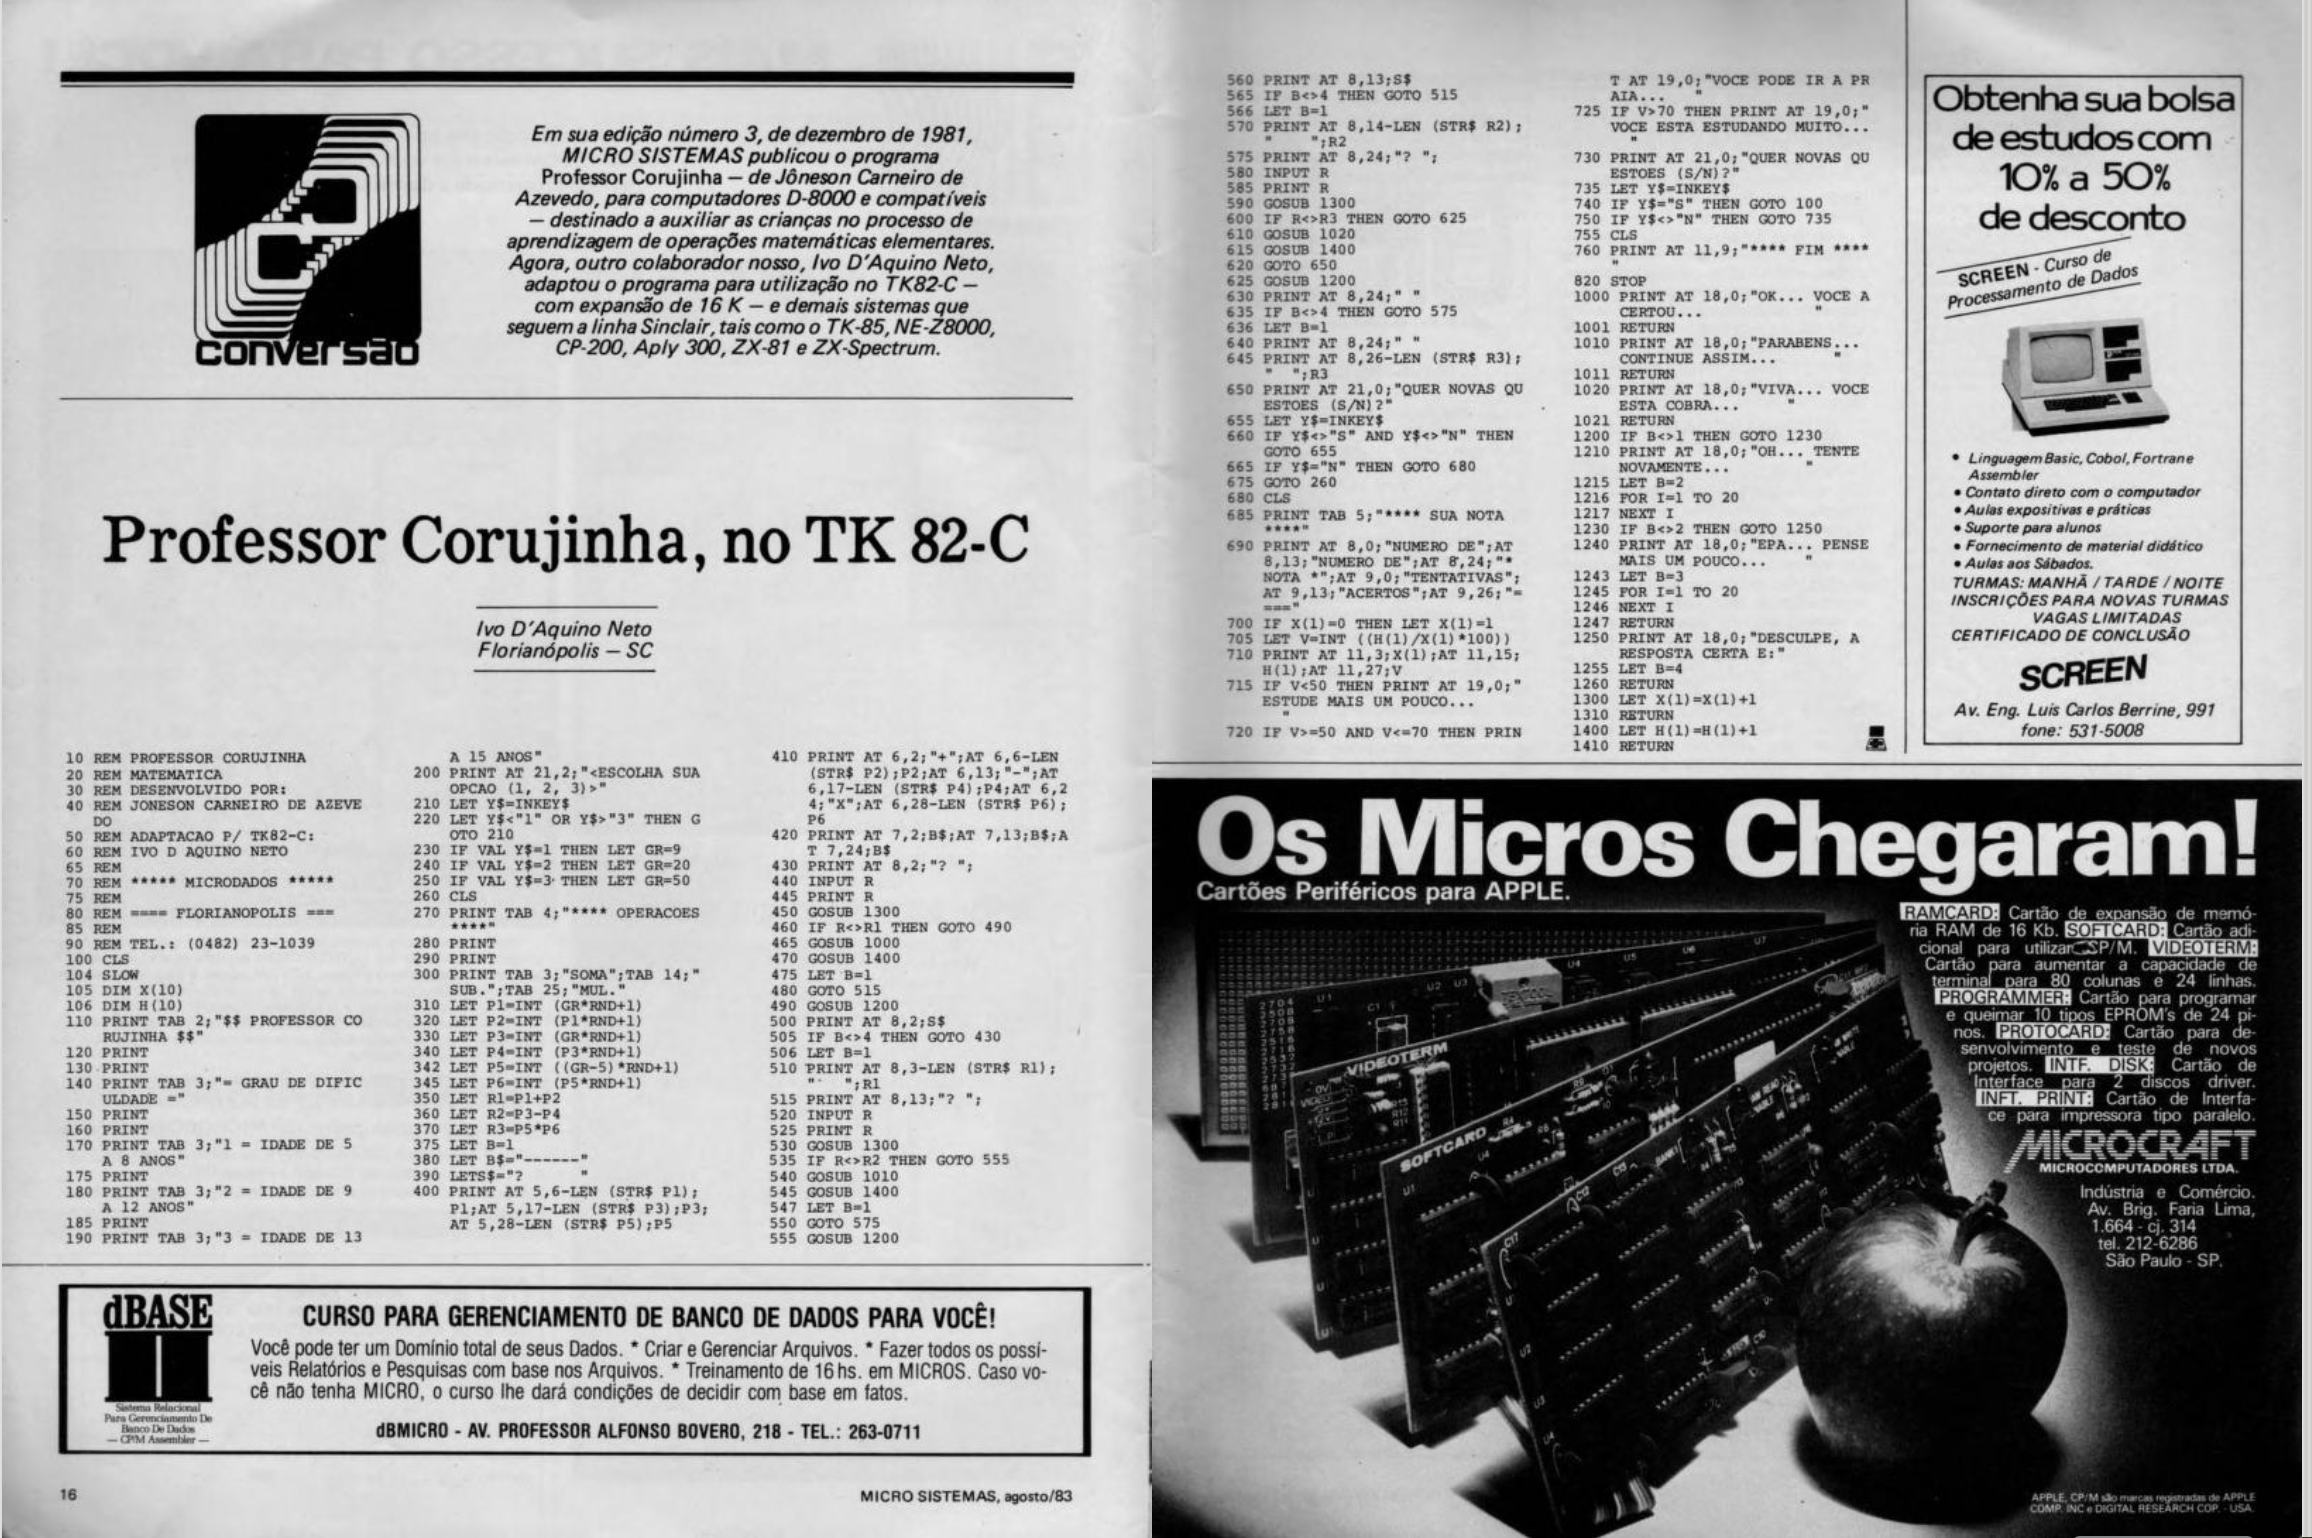 conversão
Em sua edição número 3, de dezembro de 1981,
MICRO SISTEMAS publicou o programa
Professor Corujinha — de Jôneson Carneiro de
Azevedo, para computadores D-8000 e compatíveis
— destinado a auxiliar as crianças no processo de
aprendizagem de operações matemáticas elementares.
Agora, outro colaborador nosso, Ivo D'Aquino Neto,
adaptou o programa para utilização no TK82-C —
com expansão de 16 K — e demais sistemas que
seguem a linha Sinclair, tais como o TK-85, NE-Z8000,
CP-200, Aply 300, ZX-81 e ZX-Spectrum.
Professor Corujinha, no TK 82-C
Ivo D'Aquino Neto
Florianópolis — SC
10 REM PROFESSOR CORUJINHA
20 REM MATEMATICA
30 REM DESENVOLVIDO POR:
40 REM JONESON CARNEIRO DE AZEVE
DO
50 REM ADAPTACAO P/ TK82-C:
60 REM IVO D AQUINO NETO
65 REM
70 REM ***** MICRODADOS *****
75 REM
80 REM ==== FLORIANOPOLIS ===
85 REM
90 REM TEL.: (0482) 23-1039
100 CLS
104 SLOW
105 DIM X(10)
106 DIM H(10)
110 PRINT TAB 2;"$$ PROFESSOR CO
RUJINHA $$"
120 PRINT
130 PRINT
140 PRINT TAB 3;"= GRAU DE DIFIC
ULDADE ="
150 PRINT
160 PRINT
170 PRINT TAB 3;"1 = IDADE DE 5
A 8 ANOS"
175 PRINT
180 PRINT TAB 3;"2 = IDADE DE 9
A 12 ANOS"
185 PRINT
190 PRINT TAB 3;"3 = IDADE DE 13
A 15 ANOS"
200 PRINT AT 21,2;"<ESCOLHA SUA
OPCAO (1, 2, 3)>"
210 LET Y$=INKEY$
220 LET Y$<"1" OR Y$>"3" THEN G
OTO 210
230 IF VAL Y$=1 THEN LET GR=9
240 IF VAL Y$=2 THEN LET GR=20
250 IF VAL Y$=3 THEN LET GR=50
260 CLS
270 PRINT TAB 4;"**** OPERACOES
****"
280 PRINT
290 PRINT
300 PRINT TAB 3;"SOMA";TAB 14;"
SUB.";TAB 25;"MUL."
310 LET P1=INT (GR*RND+1)
320 LET P2=INT (P1*RND+1)
330 LET P3=INT (GR*RND+1)
340 LET P4=INT (P3*RND+1)
342 LET P5=INT ((GR-5)*RND+1)
345 LET P6=INT (P5*RND+1)
350 LET R1=P1+P2
360 LET R2=P3-P4
370 LET R3=P5*P6
375 LET B=1
380 LET B$="------"
390 LETS$="?      "
400 PRINT AT 5,6-LEN (STR$ P1);
P1;AT 5,17-LEN (STR$ P3);P3;
AT 5,28-LEN (STR$ P5);P5
410 PRINT AT 6,2;"+";AT 6,6-LEN
(STR$ P2);P2;AT 6,13;"-";AT
6,17-LEN (STR$ P4);P4;AT 6,2
4;"X";AT 6,28-LEN (STR$ P6);
P6
420 PRINT AT 7,2;B$;AT 7,13;B$;A
T 7,24;B$
430 PRINT AT 8,2;"? ";
440 INPUT R
445 PRINT R
450 GOSUB 1300
460 IF R<>R1 THEN GOTO 490
465 GOSUB 1000
470 GOSUB 1400
475 LET B=1
480 GOTO 515
490 GOSUB 1200
500 PRINT AT 8,2;S$
505 IF B<>4 THEN GOTO 430
506 LET B=1
510 PRINT AT 8,3-LEN (STR$ R1);
"   ";R1
515 PRINT AT 8,13;"? ";
520 INPUT R
525 PRINT R
530 GOSUB 1300
535 IF R<>R2 THEN GOTO 555
540 GOSUB 1010
545 GOSUB 1400
547 LET B=1
550 GOTO 575
555 GOSUB 1200
dBASE
II
Sistema Relacional
Para Gerenciamento De
Banco De Dados
— CP/M Assembler —
CURSO PARA GERENCIAMENTO DE BANCO DE DADOS PARA VOCÊ!
Você pode ter um Domínio total de seus Dados. * Criar e Gerenciar Arquivos. * Fazer todos os possí-
veis Relatórios e Pesquisas com base nos Arquivos. * Treinamento de 16 hs. em MICROS. Caso vo-
cê não tenha MICRO, o curso lhe dará condições de decidir com base em fatos.
dBMICRO - AV. PROFESSOR ALFONSO BOVERO, 218 - TEL.: 263-0711
16
MICRO SISTEMAS, agosto/83
560 PRINT AT 8,13;S$
565 IF B<>4 THEN GOTO 515
566 LET B=1
570 PRINT AT 8,14-LEN (STR$ R2);
"   ";R2
575 PRINT AT 8,24;"? ";
580 INPUT R
585 PRINT R
590 GOSUB 1300
600 IF R<>R3 THEN GOTO 625
610 GOSUB 1020
615 GOSUB 1400
620 GOTO 650
625 GOSUB 1200
630 PRINT AT 8,24;" "
635 IF B<>4 THEN GOTO 575
636 LET B=1
640 PRINT AT 8,24;" "
645 PRINT AT 8,26-LEN (STR$ R3);
"  ";R3
650 PRINT AT 21,0;"QUER NOVAS QU
ESTOES (S/N)?"
655 LET Y$=INKEY$
660 IF Y$<>"S" AND Y$<>"N" THEN
GOTO 655
665 IF Y$="N" THEN GOTO 680
675 GOTO 260
680 CLS
685 PRINT TAB 5;"**** SUA NOTA
****"
690 PRINT AT 8,0;"NUMERO DE";AT
8,13;"NUMERO DE";AT 8,24;"*
NOTA *";AT 9,0;"TENTATIVAS";
AT 9,13;"ACERTOS";AT 9,26;"=
==="
700 IF X(1)=0 THEN LET X(1)=1
705 LET V=INT ((H(1)/X(1)*100))
710 PRINT AT 11,3;X(1);AT 11,15;
H(1);AT 11,27;V
715 IF V<50 THEN PRINT AT 19,0;"
ESTUDE MAIS UM POUCO...
"
720 IF V>=50 AND V<=70 THEN PRIN
T AT 19,0;"VOCE PODE IR A PR
AIA...   "
725 IF V>70 THEN PRINT AT 19,0;"
VOCE ESTA ESTUDANDO MUITO...
"
730 PRINT AT 21,0;"QUER NOVAS QU
ESTOES (S/N)?"
735 LET Y$=INKEY$
740 IF Y$="S" THEN GOTO 100
750 IF Y$<>"N" THEN GOTO 735
755 CLS
760 PRINT AT 11,9;"**** FIM ****
"
820 STOP
1000 PRINT AT 18,0;"OK... VOCE A
CERTOU...            "
1001 RETURN
1010 PRINT AT 18,0;"PARABENS...
CONTINUE ASSIM...      "
1011 RETURN
1020 PRINT AT 18,0;"VIVA... VOCE
ESTA COBRA...     "
1021 RETURN
1200 IF B<>1 THEN GOTO 1230
1210 PRINT AT 18,0;"OH... TENTE
NOVAMENTE...        "
1215 LET B=2
1216 FOR I=1 TO 20
1217 NEXT I
1230 IF B<>2 THEN GOTO 1250
1240 PRINT AT 18,0;"EPA... PENSE
MAIS UM POUCO...    "
1243 LET B=3
1245 FOR I=1 TO 20
1246 NEXT I
1247 RETURN
1250 PRINT AT 18,0;"DESCULPE, A
RESPOSTA CERTA E:"
1255 LET B=4
1260 RETURN
1300 LET X(1)=X(1)+1
1310 RETURN
1400 LET H(1)=H(1)+1
1410 RETURN
Obtenha sua bolsa
de estudos com
10% a 50%
de desconto
SCREEN - Curso de
Processamento de Dados
• Linguagem Basic, Cobol, Fortran e
Assembler
• Contato direto com o computador
• Aulas expositivas e práticas
• Suporte para alunos
• Fornecimento de material didático
• Aulas aos Sábados.
TURMAS: MANHÃ / TARDE / NOITE
INSCRIÇÕES PARA NOVAS TURMAS
VAGAS LIMITADAS
CERTIFICADO DE CONCLUSÃO
SCREEN
Av. Eng. Luis Carlos Berrine, 991
fone: 531-5008
Os Micros Chegaram!
Cartões Periféricos para APPLE.
RAMCARD: Cartão de expansão de memó-
ria RAM de 16 Kb. SOFTCARD: Cartão adi-
cional para utilizar CP/M. VIDEOTERM:
Cartão para aumentar a capacidade de
terminal para 80 colunas e 24 linhas.
PROGRAMMER: Cartão para programar
e queimar 10 tipos EPROM's de 24 pi-
nos. PROTOCARD: Cartão para de-
senvolvimento e teste de novos
projetos. INTF. DISK: Cartão de
Interface para 2 discos driver.
INFT. PRINT: Cartão de Interfa-
ce para impressora tipo paralelo.
MICROCRAFT
MICROCOMPUTADORES LTDA.
Indústria e Comércio.
Av. Brig. Faria Lima,
1.664 - cj. 314
tel. 212-6286
São Paulo - SP.
VIDEOTERM
SOFTCARD
APPLE, CP/M são marcas registradas de APPLE
COMP. INC e DIGITAL RESEARCH COP. - USA.